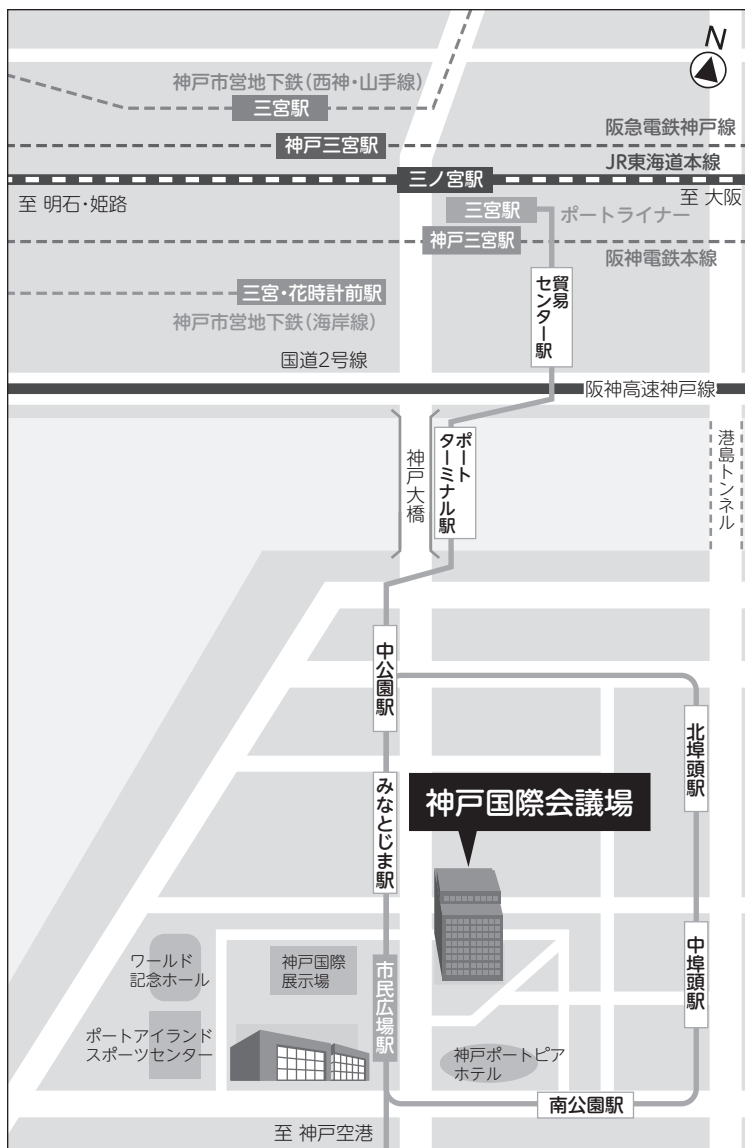 N
神戸市営地下鉄(西神・山手線)
三宮駅
阪急電鉄神戸線
神戸三宮駅
JR東海道本線
三ノ宮駅
至 明石・姫路
至 大阪
三宮駅
ポートライナー
神戸三宮駅
阪神電鉄本線
貿易
センター駅
三宮・花時計前駅
神戸市営地下鉄(海岸線)
国道2号線
阪神高速神戸線
神戸大橋
ポート
ターミナル駅
港島トンネル
中公園駅
北埠頭駅
みなとじま駅
神戸国際会議場
ワールド
記念ホール
神戸国際
展示場
市民広場駅
中埠頭駅
ポートアイランド
スポーツセンター
神戸ポートピア
ホテル
南公園駅
至 神戸空港